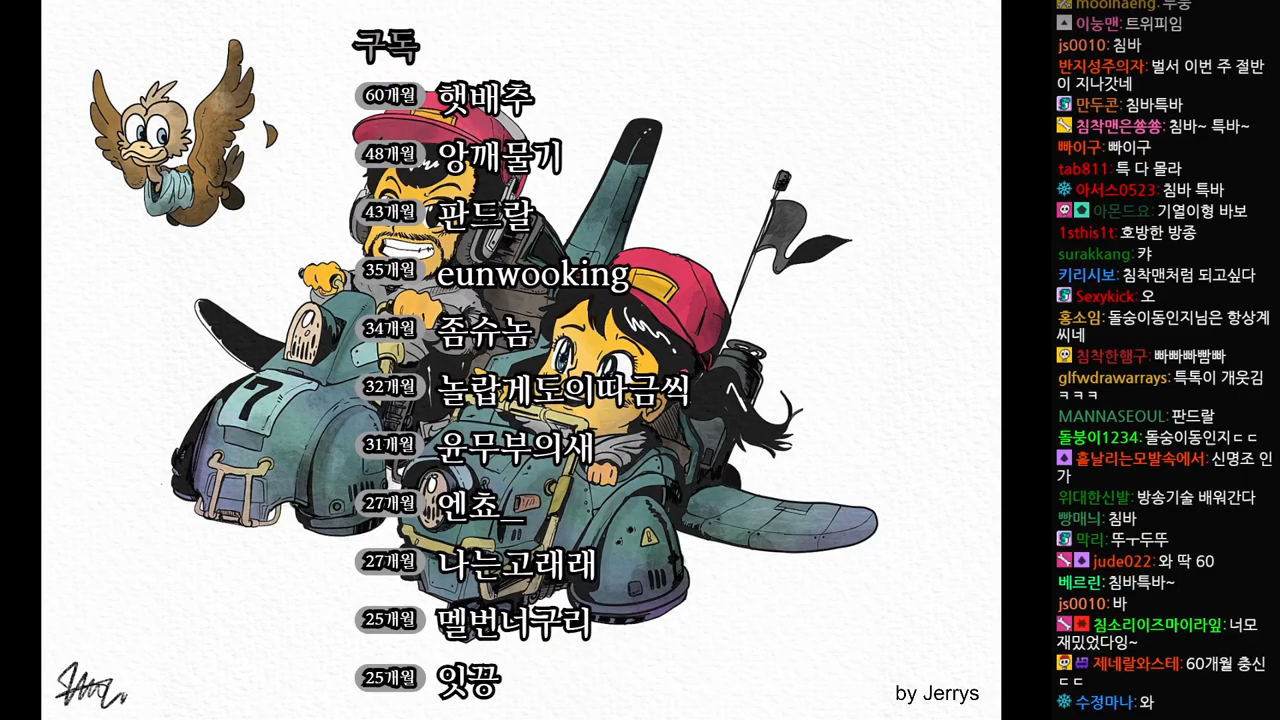 구독
60개월 햇배추
48개월 앙깨물기
43개월 판드랄
35개월 eunwooking
34개월 좀슈놈
32개월 놀랍게도의따금씩
31개월 윤무부의새
27개월 엔쵸_
27개월 나는고래래
25개월 멜번너구리
25개월 잇끙
7
by Jerrys
moolhaeng: 두둥
이능맨: 트위피임
js0010: 침바
반지성주의자: 벌서 이번 주 절반
이 지나갓네
만두콘: 침바특바
침착맨은쏭쏭: 침바~ 특바~
빠이구: 빠이구
tab811: 특 다 몰라
아서스0523: 침바 특바
아몬드요: 기열이형 바보
1sthis1t: 호방한 방종
surakkang: 캬
키리시보: 침착맨처럼 되고싶다
Sexykick: 오
홍소임: 돌숭이동인지님은 항상계
씨네
침착한햄구: 빠빠빠빰빠
glfwdrawarrays: 특톡이 개웃김
ㅋㅋㅋ
MANNASEOUL: 판드랄
돌붕이1234: 돌숭이동인지ㄷㄷ
흩날리는모발속에서: 신명조 인
가
위대한신발: 방송기술 배워간다
빵매늬: 침바
막리: 뚜ㅜ두뚜
jude022: 와 딱 60
베르린: 침바특바~
js0010: 바
침소리이즈마이라잎: 너모
재밌었다잉~
제네랄와스테: 60개월 충신
ㄷㄷ
수정마나: 와